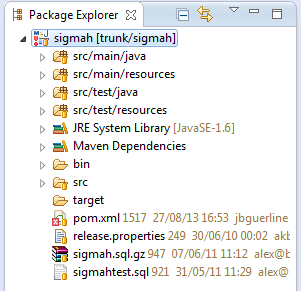 Package Explorer
sigmah [trunk/sigmah]
src/main/java
src/main/resources
src/test/java
src/test/resources
JRE System Library [JavaSE-1.6]
Maven Dependencies
bin
src
target
pom.xml 1517 27/08/13 16:53 jbguerline
release.properties 249 30/06/10 00:02 akb
sigmah.sql.gz 947 07/06/11 11:12 alex@b
sigmahtest.sql 921 31/05/11 11:29 alex@